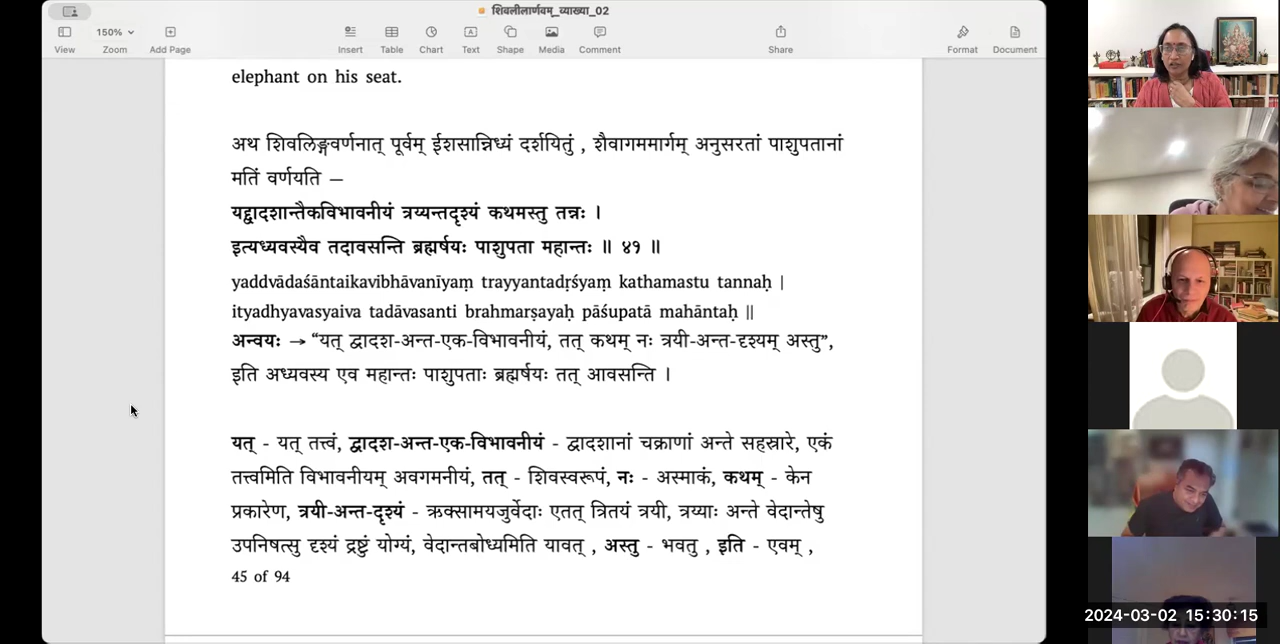 शिवलीलार्णवम्_व्याख्या_02
150%
View
Zoom
Add Page
Insert
Table
Chart
Text
Shape
Media
Comment
Share
Format
Document
elephant on his seat.
अथ शिवलिङ्गवर्णनात् पूर्वम् ईशसान्निध्यं दर्शयितुं , शैवागममार्गम् अनुसरतां पाशुपतानां
मतिं वर्णयति —
यद्द्वादशान्तैकविभावनीयं त्रय्यन्तदृश्यं कथमस्तु तन्नः ।
इत्यध्यवस्यैव तदावसन्ति ब्रह्मर्षयः पाशुपता महान्तः ॥ ४१ ॥
yaddvādaśāntaikavibhāvanīyaṃ trayyantadṛśyaṃ kathamastu tannaḥ |
ityadhyavasyaiva tadāvasanti brahmarṣayaḥ pāśupatā mahāntaḥ ||
अन्वयः → “यत् द्वादश-अन्त-एक-विभावनीयं, तत् कथम् नः त्रयी-अन्त-दृश्यम् अस्तु”,
इति अध्यवस्य एव महान्तः पाशुपताः ब्रह्मर्षयः तत् आवसन्ति ।
यत् - यत् तत्त्वं, द्वादश-अन्त-एक-विभावनीयं - द्वादशानां चक्राणां अन्ते सहस्रारे, एकं
तत्त्वमिति विभावनीयम् अवगमनीयं, तत् - शिवस्वरूपं, नः - अस्माकं, कथम् - केन
प्रकारेण, त्रयी-अन्त-दृश्यं - ऋक्सामयजुर्वेदाः एतत् त्रितयं त्रयी, त्रय्याः अन्ते वेदान्तेषु
उपनिषत्सु दृश्यं द्रष्टुं योग्यं, वेदान्तबोध्यमिति यावत् , अस्तु - भवतु , इति - एवम् ,
45 of 94
2024-03-02 15:30:15